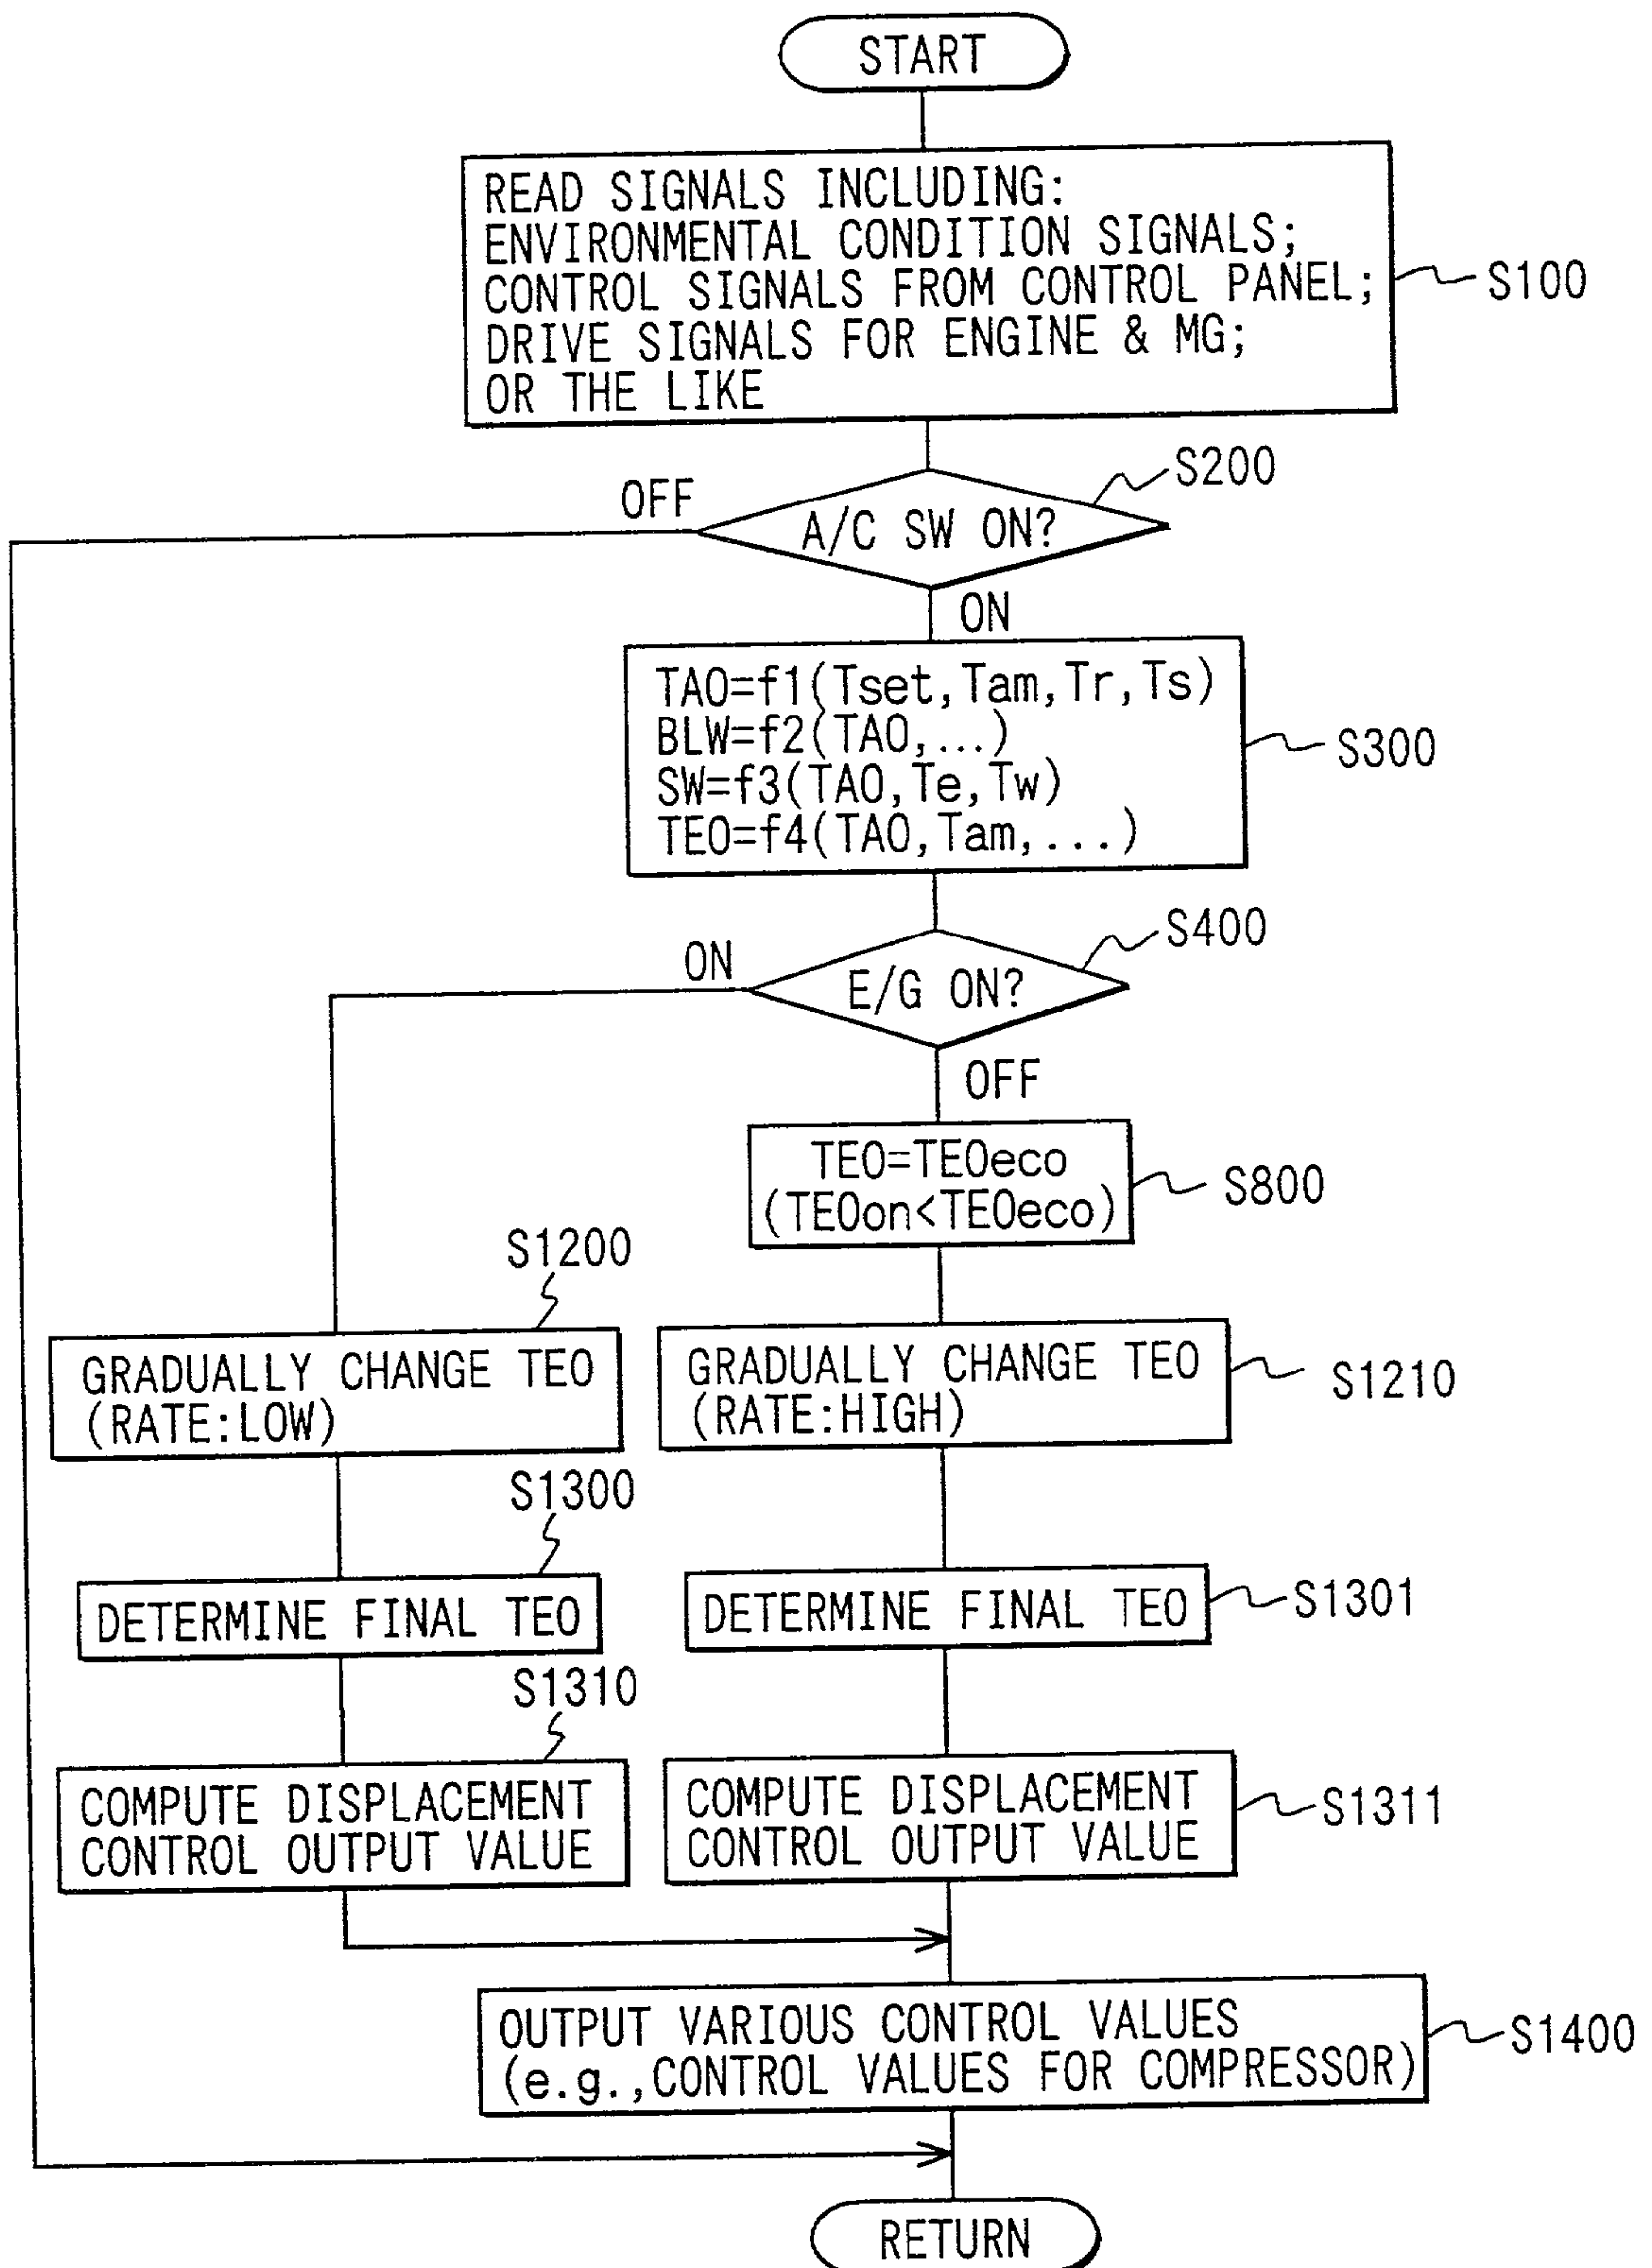 START
READ SIGNALS INCLUDING:
ENVIRONMENTAL CONDITION SIGNALS;
CONTROL SIGNALS FROM CONTROL PANEL;
DRIVE SIGNALS FOR ENGINE & MG;
OR THE LIKE
S100
S200
OFF
A/C SW ON?
ON
TAO=f1(Tset,Tam,Tr,Ts)
BLW=f2(TAO,...)
SW=f3(TAO,Te,Tw)
TEO=f4(TAO,Tam,...)
S300
S400
ON
E/G ON?
OFF
TEO=TEOeco
(TEOon<TEOeco)
S800
S1200
GRADUALLY CHANGE TEO
(RATE:LOW)
GRADUALLY CHANGE TEO
(RATE:HIGH)
S1210
S1300
DETERMINE FINAL TEO
DETERMINE FINAL TEO
S1301
S1310
COMPUTE DISPLACEMENT
CONTROL OUTPUT VALUE
COMPUTE DISPLACEMENT
CONTROL OUTPUT VALUE
S1311
OUTPUT VARIOUS CONTROL VALUES
(e.g.,CONTROL VALUES FOR COMPRESSOR)
S1400
RETURN